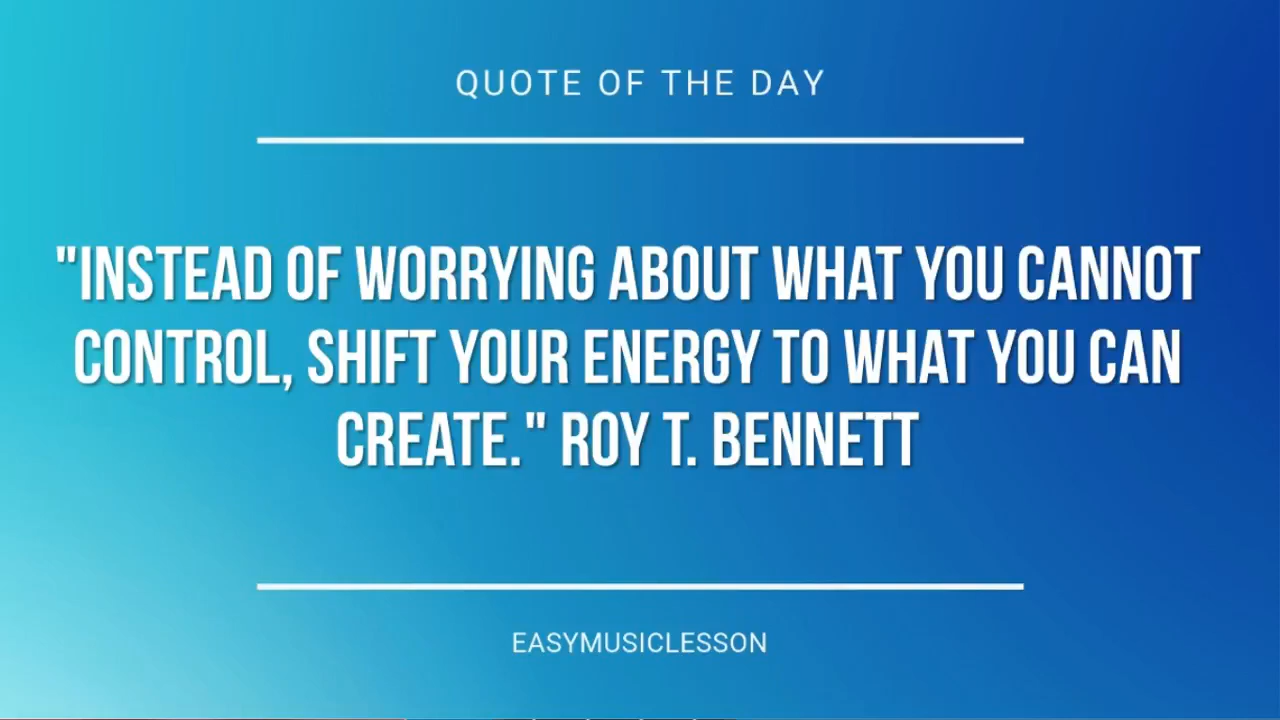 QUOTE OF THE DAY
"INSTEAD OF WORRYING ABOUT WHAT YOU CANNOT
CONTROL, SHIFT YOUR ENERGY TO WHAT YOU CAN
CREATE." ROY T. BENNETT
EASYMUSICLESSON